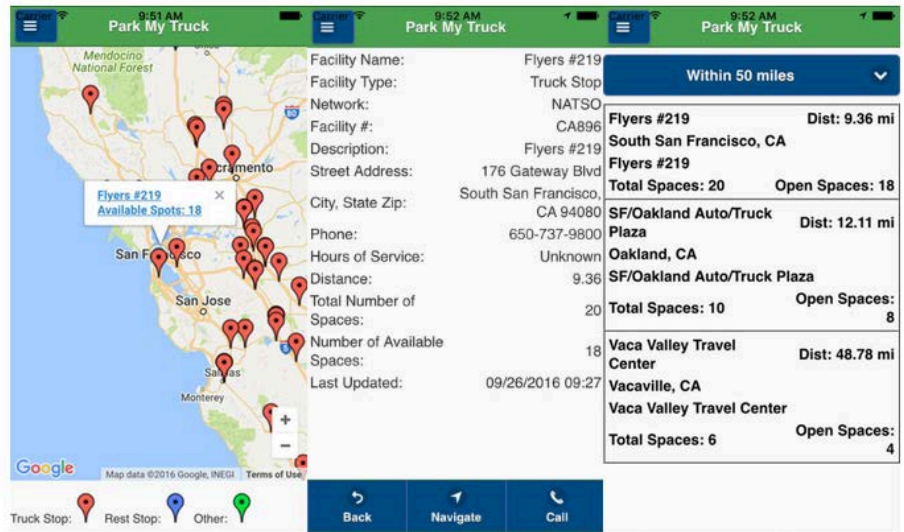 Carrier 9:51 AM
Park My Truck
Mendocino
National Forest
80
Sacramento
Flyers #219 ×
Available Spots: 18
San Francisco
San Jose
5
Salinas
Monterey
+
−
Google
Map data ©2016 Google, INEGI Terms of Use
Truck Stop: Rest Stop: Other:
Carrier 9:52 AM
Park My Truck
Facility Name: Flyers #219
Facility Type: Truck Stop
Network: NATSO
Facility #: CA896
Description: Flyers #219
Street Address: 176 Gateway Blvd
City, State Zip: South San Francisco,
CA 94080
Phone: 650-737-9800
Hours of Service: Unknown
Distance: 9.36
Total Number of
Spaces: 20
Number of Available
Spaces: 18
Last Updated: 09/26/2016 09:27
Back Navigate Call
Carrier 9:52 AM
Park My Truck
Within 50 miles
Flyers #219 Dist: 9.36 mi
South San Francisco, CA
Flyers #219
Total Spaces: 20 Open Spaces: 18
SF/Oakland Auto/Truck
Plaza Dist: 12.11 mi
Oakland, CA
SF/Oakland Auto/Truck Plaza
Total Spaces: 10 Open Spaces:
8
Vaca Valley Travel
Center Dist: 48.78 mi
Vacaville, CA
Vaca Valley Travel Center
Total Spaces: 6 Open Spaces:
4